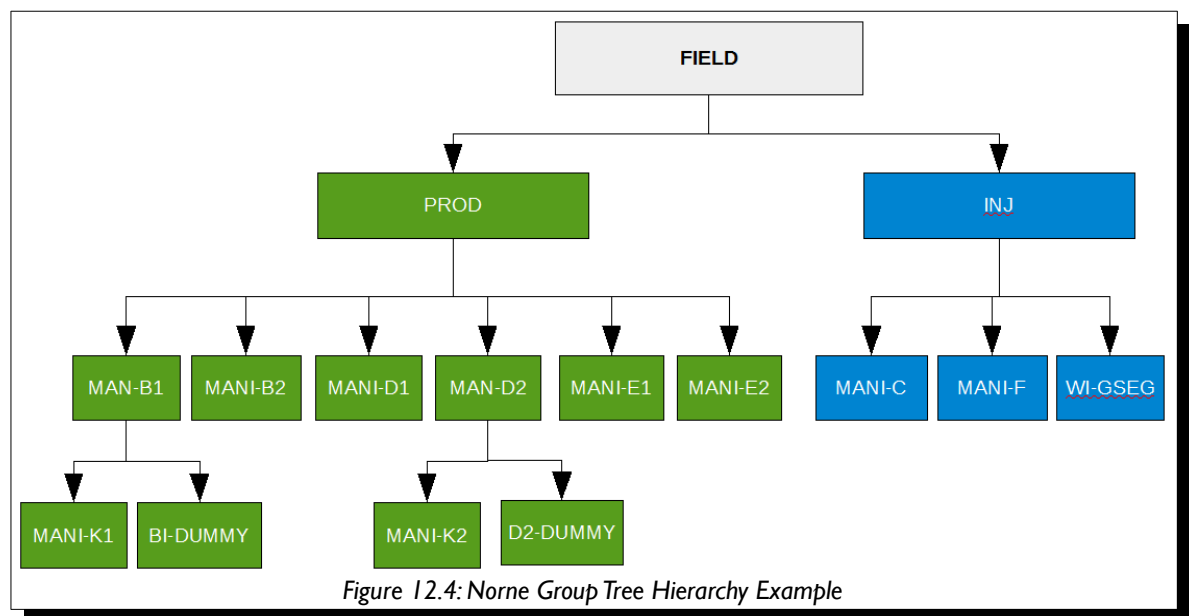 FIELD
PROD
INJ
MAN-B1
MANI-B2
MANI-D1
MAN-D2
MANI-E1
MANI-E2
MANI-C
MANI-F
WI-GSEG
MANI-K1
BI-DUMMY
MANI-K2
D2-DUMMY
Figure 12.4: Norne Group Tree Hierarchy Example